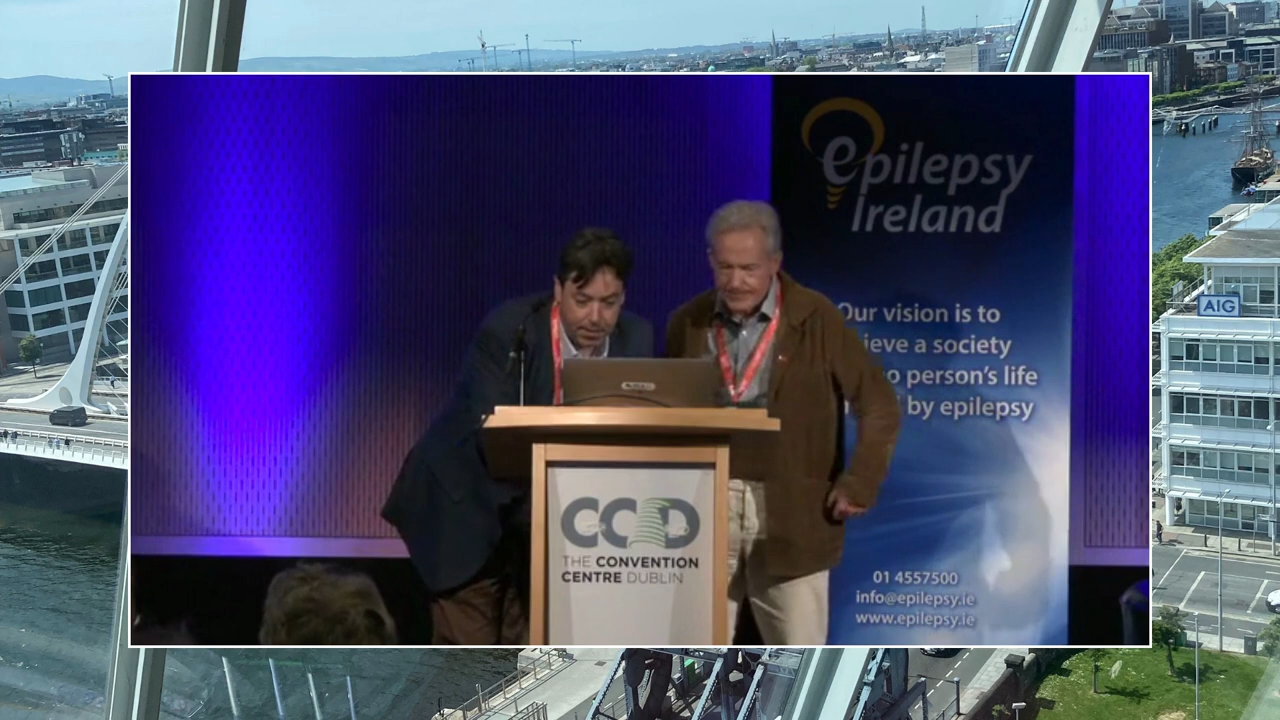 epilepsy
Ireland
Our vision is to
ieve a society
o person's life
by epilepsy
AIG
CCD
THE CONVENTION
CENTRE DUBLIN
01 4557500
info@epilepsy.ie
www.epilepsy.ie